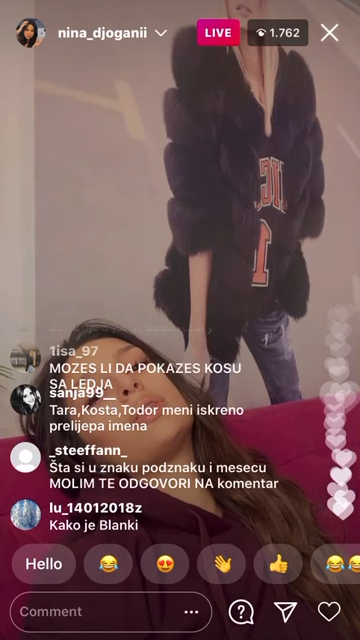 nina_djoganii
LIVE
1.762
1isa_97
MOZES LI DA POKAZES KOSU
SA LEDJA
sanja99__
Tara,Kosta,Todor meni iskreno
prelijepa imena
_steeffann_
Šta si u znaku podznaku i mesecu
MOLIM TE ODGOVORI NA komentar
lu_14012018z
Kako je Blanki
Hello
Comment